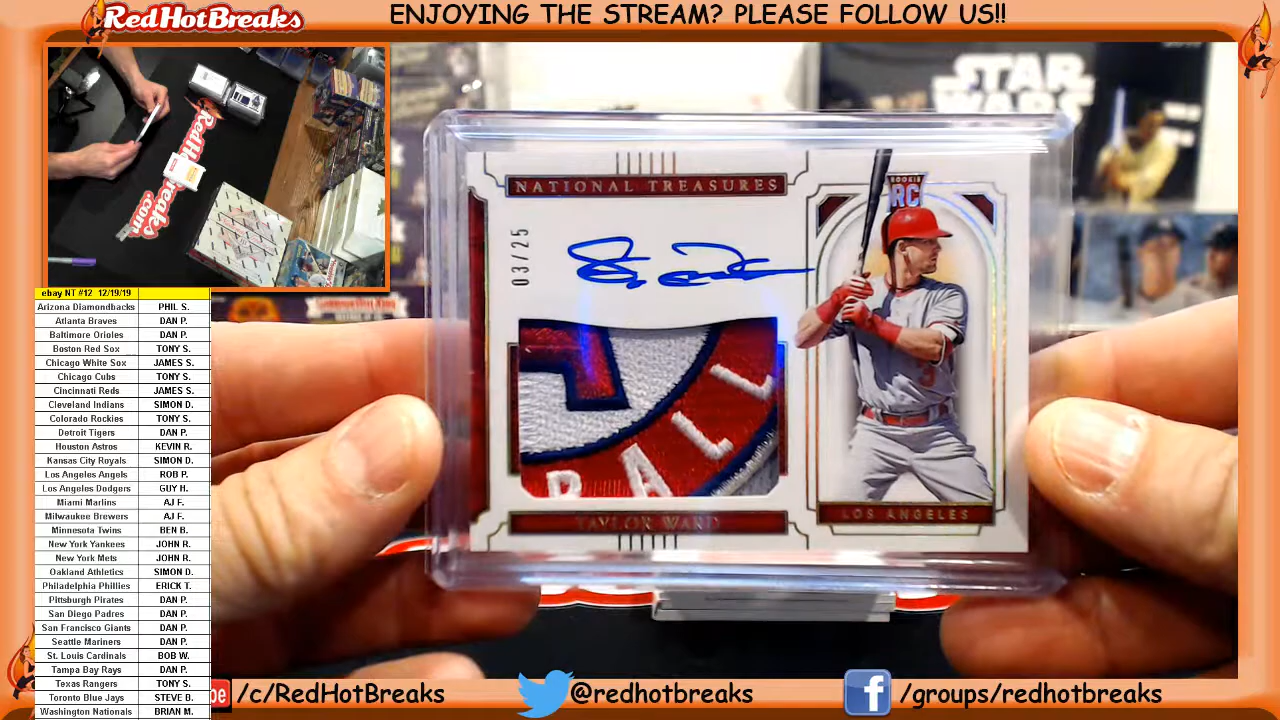 RedHotBreaks
ENJOYING THE STREAM? PLEASE FOLLOW US!!
STAR
WARS
NATIONAL TREASURES
ROOKIE
RC
03/25
BALL
TAYLOR WARD
LOS ANGELES
ebay NT #12 12/19/19
Arizona Diamondbacks PHIL S.
Atlanta Braves DAN P.
Baltimore Orioles DAN P.
Boston Red Sox TONY S.
Chicago White Sox JAMES S.
Chicago Cubs TONY S.
Cincinnati Reds JAMES S.
Cleveland Indians SIMON D.
Colorado Rockies TONY S.
Detroit Tigers DAN P.
Houston Astros KEVIN R.
Kansas City Royals SIMON D.
Los Angeles Angels ROB P.
Los Angeles Dodgers GUY H.
Miami Marlins AJ F.
Milwaukee Brewers AJ F.
Minnesota Twins BEN B.
New York Yankees JOHN R.
New York Mets JOHN R.
Oakland Athletics SIMON D.
Philadelphia Phillies ERICK T.
Pittsburgh Pirates DAN P.
San Diego Padres DAN P.
San Francisco Giants DAN P.
Seattle Mariners DAN P.
St. Louis Cardinals BOB W.
Tampa Bay Rays DAN P.
Texas Rangers TONY S.
Toronto Blue Jays STEVE B.
Washington Nationals BRIAN M.
/c/RedHotBreaks
@redhotbreaks
/groups/redhotbreaks